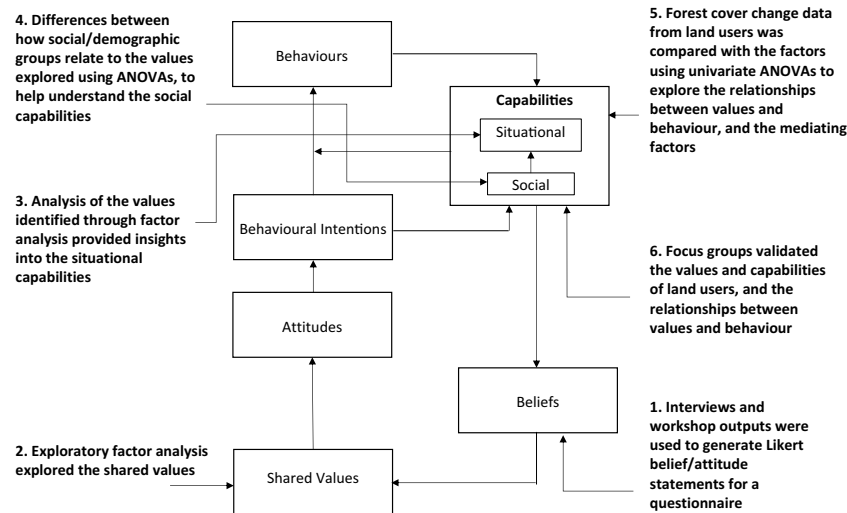 4. Differences between
how social/demographic
groups relate to the values
explored using ANOVAs, to
help understand the social
capabilities
Behaviours
5. Forest cover change data
from land users was
compared with the factors
using univariate ANOVAs to
explore the relationships
between values and
behaviour, and the mediating
factors
Capabilities
Situational
Social
3. Analysis of the values
identified through factor
analysis provided insights
into the situational
capabilities
Behavioural Intentions
6. Focus groups validated
the values and capabilities
of land users, and the
relationships between
values and behaviour
Attitudes
Beliefs
1. Interviews and
workshop outputs were
used to generate Likert
belief/attitude
statements for a
questionnaire
2. Exploratory factor analysis
explored the shared values
Shared Values